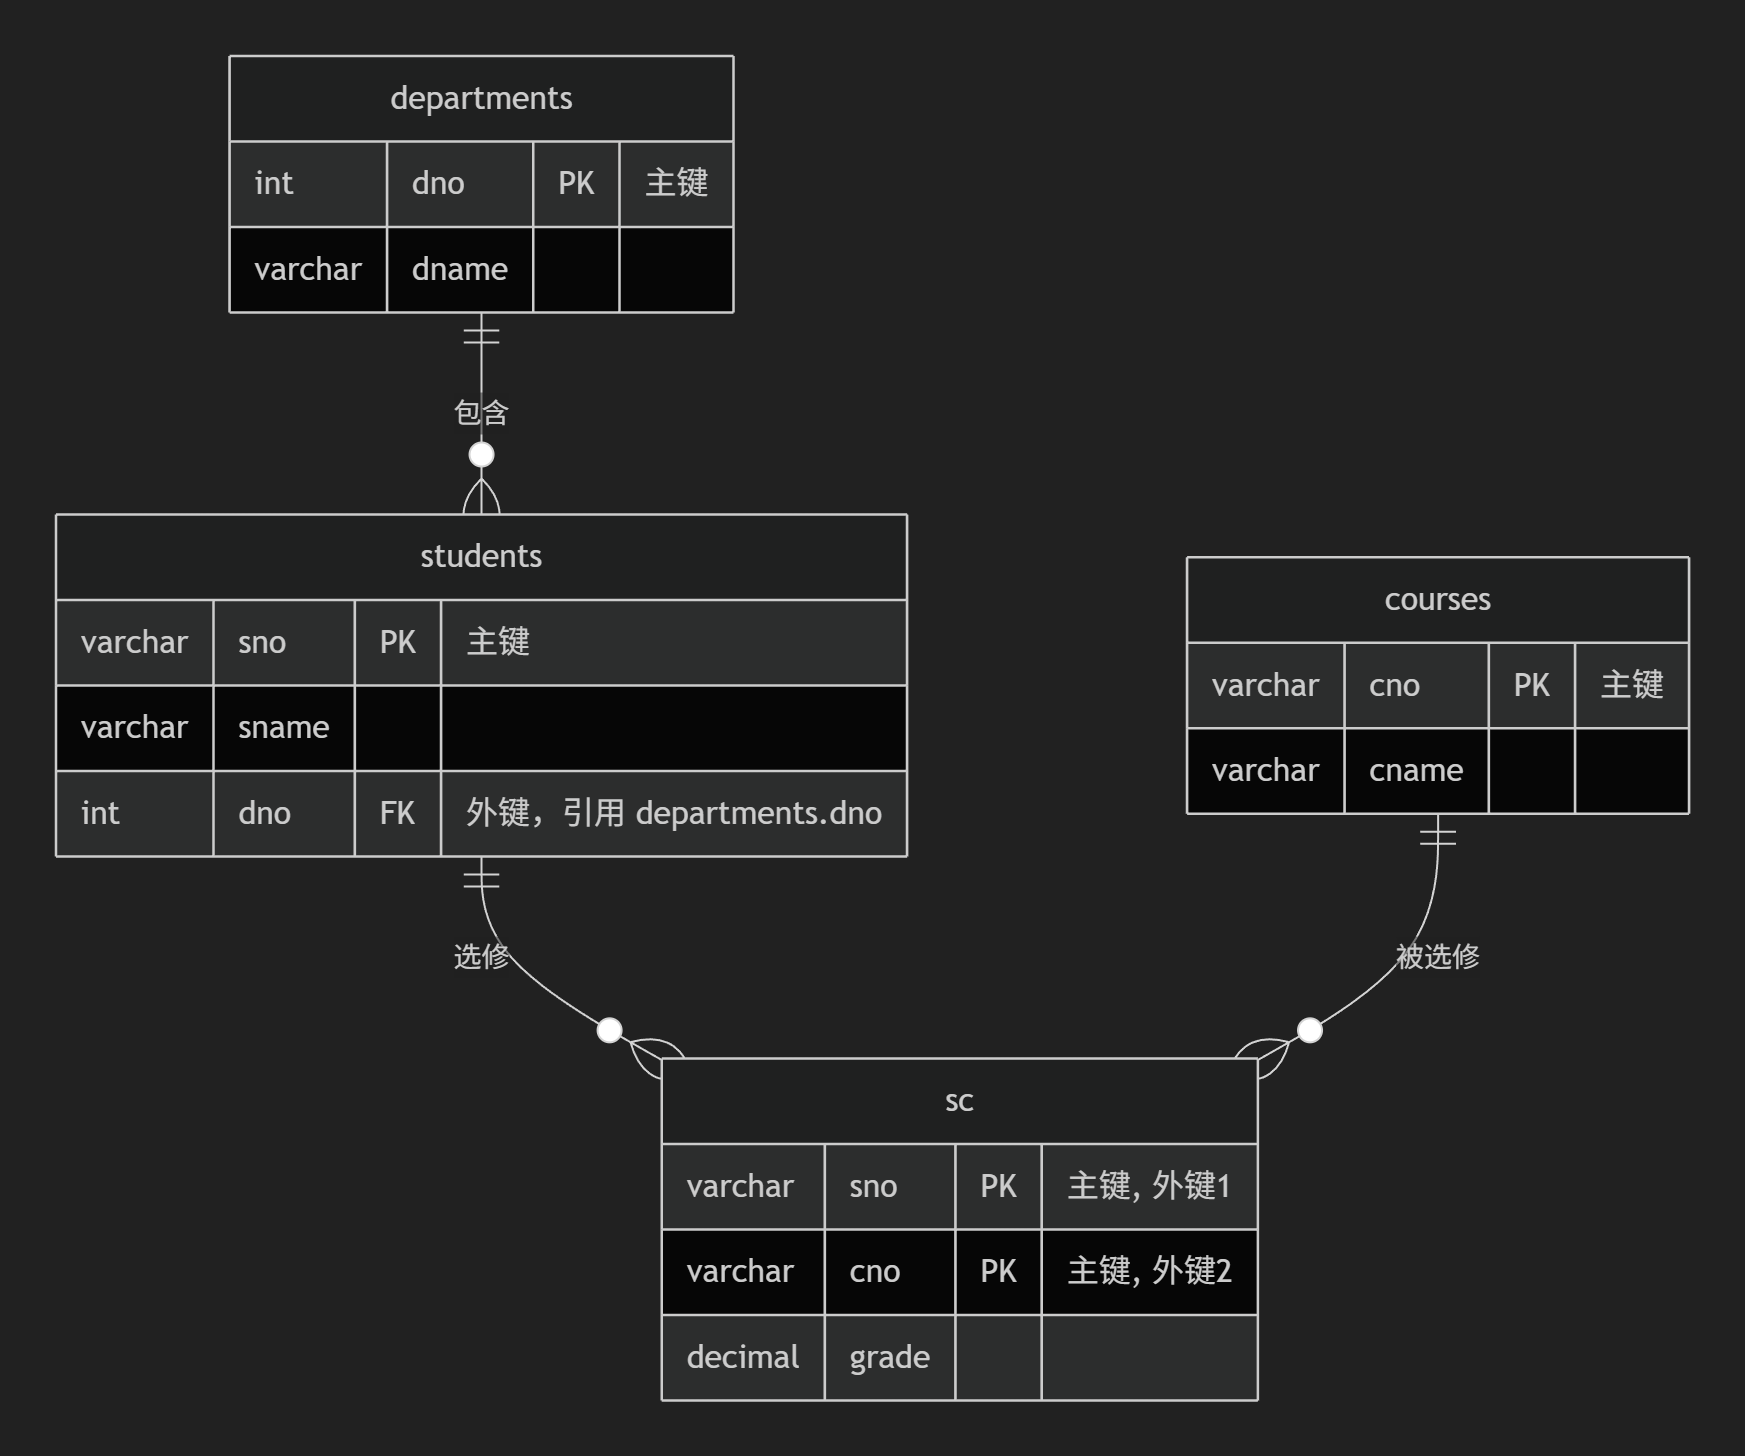 departments
int dno PK 主键
varchar dname
包含
students
varchar sno PK 主键
varchar sname
int dno FK 外键，引用 departments.dno
courses
varchar cno PK 主键
varchar cname
选修
被选修
sc
varchar sno PK 主键, 外键1
varchar cno PK 主键, 外键2
decimal grade